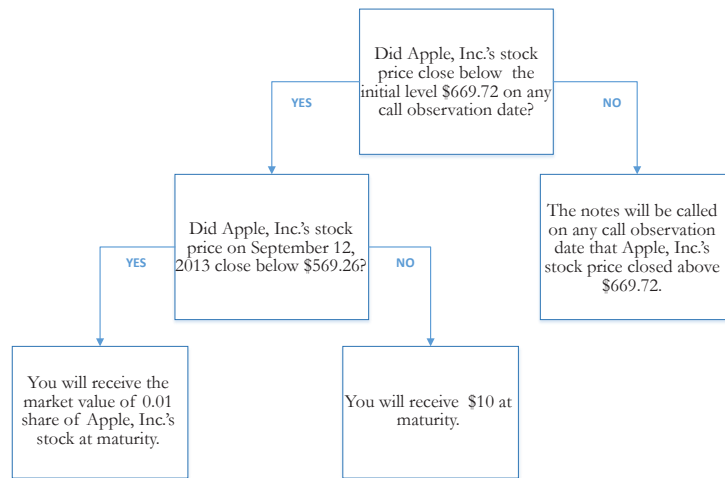 Did Apple, Inc.'s stock
price close below the
initial level $669.72 on any
call observation date?
YES
NO
Did Apple, Inc.'s stock
price on September 12,
2013 close below $569.26?
The notes will be called
on any call observation
date that Apple, Inc.'s
stock price closed above
$669.72.
YES
NO
You will receive the
market value of 0.01
share of Apple, Inc.'s
stock at maturity.
You will receive $10 at
maturity.